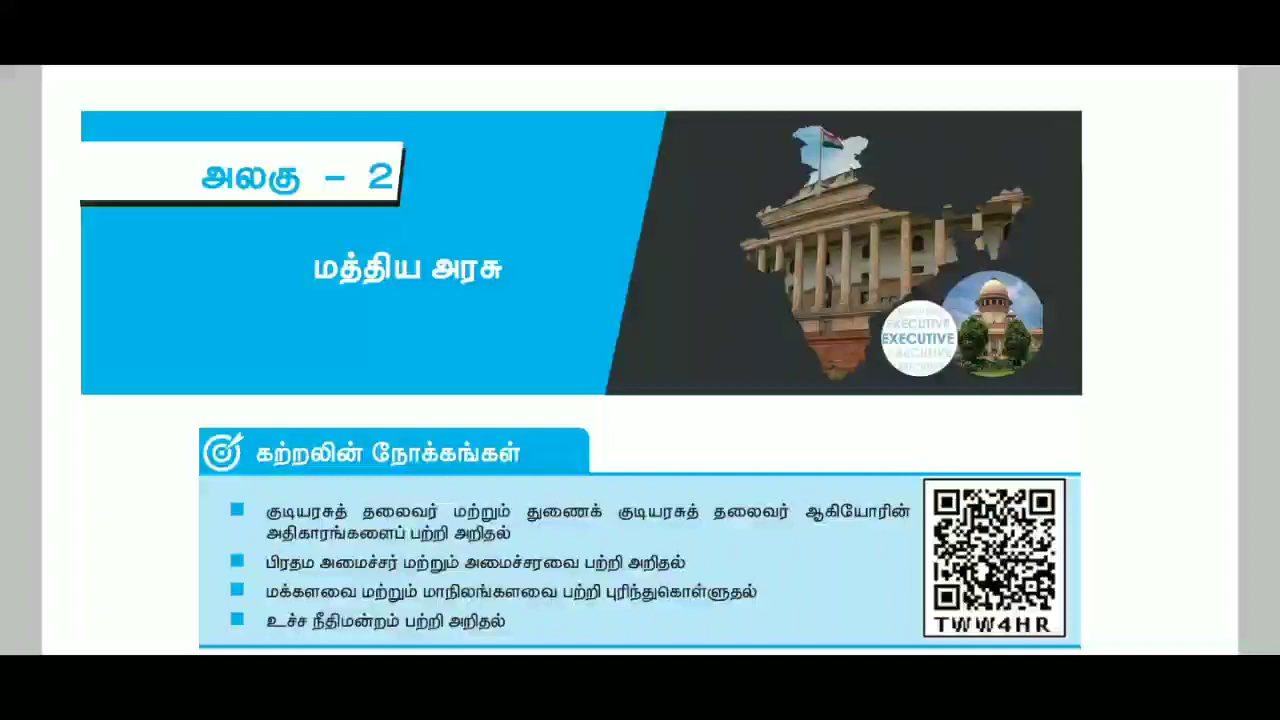 அலகு - 2
மத்திய அரசு
EXECUTIVE
EXECUTIVE
கற்றலின் நோக்கங்கள்
குடியரசுத் தலைவர் மற்றும் துணைக் குடியரசுத் தலைவர் ஆகியோரின்
அதிகாரங்களைப் பற்றி அறிதல்
பிரதம அமைச்சர் மற்றும் அமைச்சரவை பற்றி அறிதல்
மக்களவை மற்றும் மாநிலங்களவை பற்றி புரிந்துகொள்ளுதல்
உச்ச நீதிமன்றம் பற்றி அறிதல்
TWW4HR